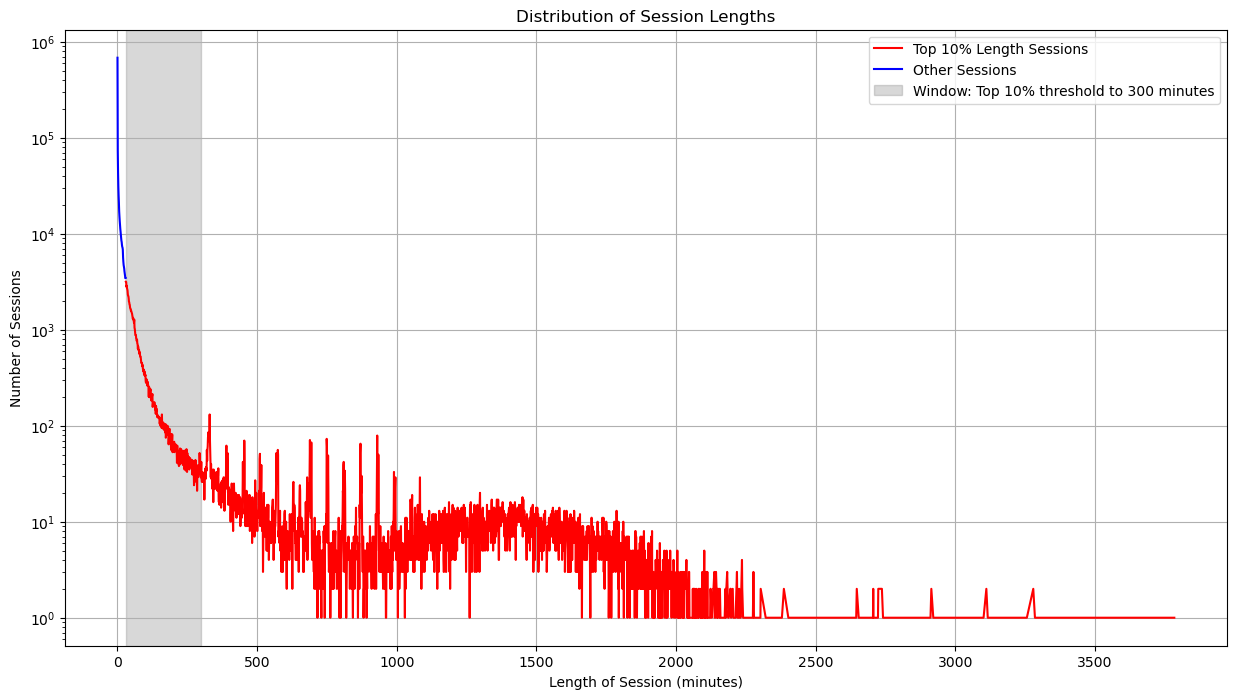 Distribution of Session Lengths
Top 10% Length Sessions
Other Sessions
Window: Top 10% threshold to 300 minutes
Number of Sessions
10⁶
10⁵
10⁴
10³
10²
10¹
10⁰
0 500 1000 1500 2000 2500 3000 3500
Length of Session (minutes)